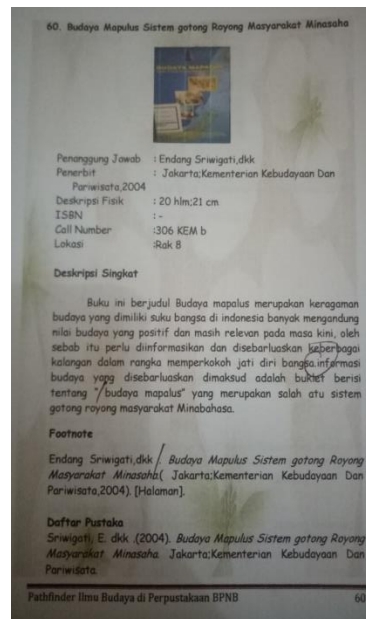 60. Budaya Mapulus Sistem gotong Royong Masyarakat Minasaha
BUDAYA MAPALUS
Penanggung Jawab : Endang Sriwigati,dkk
Penerbit : Jakarta;Kementerian Kebudayaan Dan
Pariwisata,2004
Deskripsi Fisik : 20 hlm;21 cm
ISBN : -
Call Number :306 KEM b
Lokasi :Rak 8
Deskripsi Singkat
Buku ini berjudul Budaya mapalus merupakan keragaman
budaya yang dimiliki suku bangsa di indonesia banyak mengandung
nilai budaya yang positif dan masih relevan pada masa kini, oleh
sebab itu perlu diinformasikan dan disebarluaskan keberbagai
kalangan dalam rangka memperkokoh jati diri bangsa.informasi
budaya yang disebarluaskan dimaksud adalah buklet berisi
tentang "budaya mapalus" yang merupakan salah atu sistem
gotong royong masyarakat Minabahasa.
Footnote
Endang Sriwigati,dkk . Budaya Mapulus Sistem gotong Royong
Masyarakat Minasaha.( Jakarta;Kementerian Kebudayaan Dan
Pariwisata,2004). [Halaman].
Daftar Pustaka
Sriwigati, E. dkk .(2004). Budaya Mapulus Sistem gotong Royong
Masyarakat Minasaha. Jakarta;Kementerian Kebudayaan Dan
Pariwisata.
Pathfinder Ilmu Budaya di Perpustakaan BPNB 60